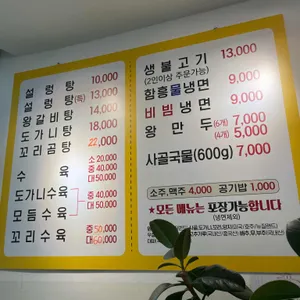 설렁탕 10,000
설렁탕(특) 13,000
왕갈비탕 14,000
도가니탕 18,000
꼬리곰탕 22,000
수육 소 20,000
중 40,000
대 50,000
도가니수육 중 40,000
모듬수육 대 50,000
꼬리수육 중 50,000
대 60,000
생불고기 13,000
(2인이상 주문가능)
함흥물냉면 9,000
비빔냉면 9,000
왕만두 (6개) 7,000
(4개) 5,000
사골국물(600g) 7,000
소주,맥주 4,000 공기밥 1,000
★모든 메뉴는 포장가능합니다
(냉면제외)